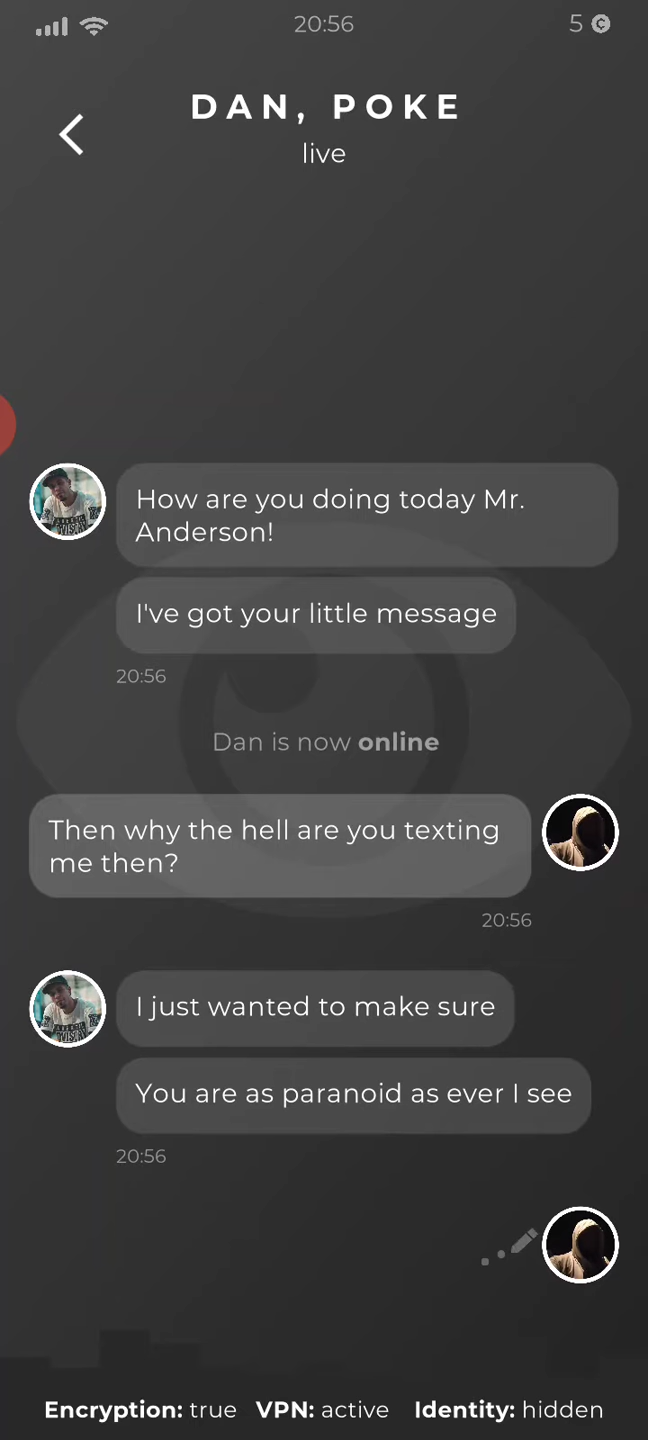 20:56
5
DAN, POKE
live
How are you doing today Mr.
Anderson!
I've got your little message
20:56
Dan is now online
Then why the hell are you texting
me then?
20:56
I just wanted to make sure
You are as paranoid as ever I see
20:56
Encryption: true VPN: active Identity: hidden